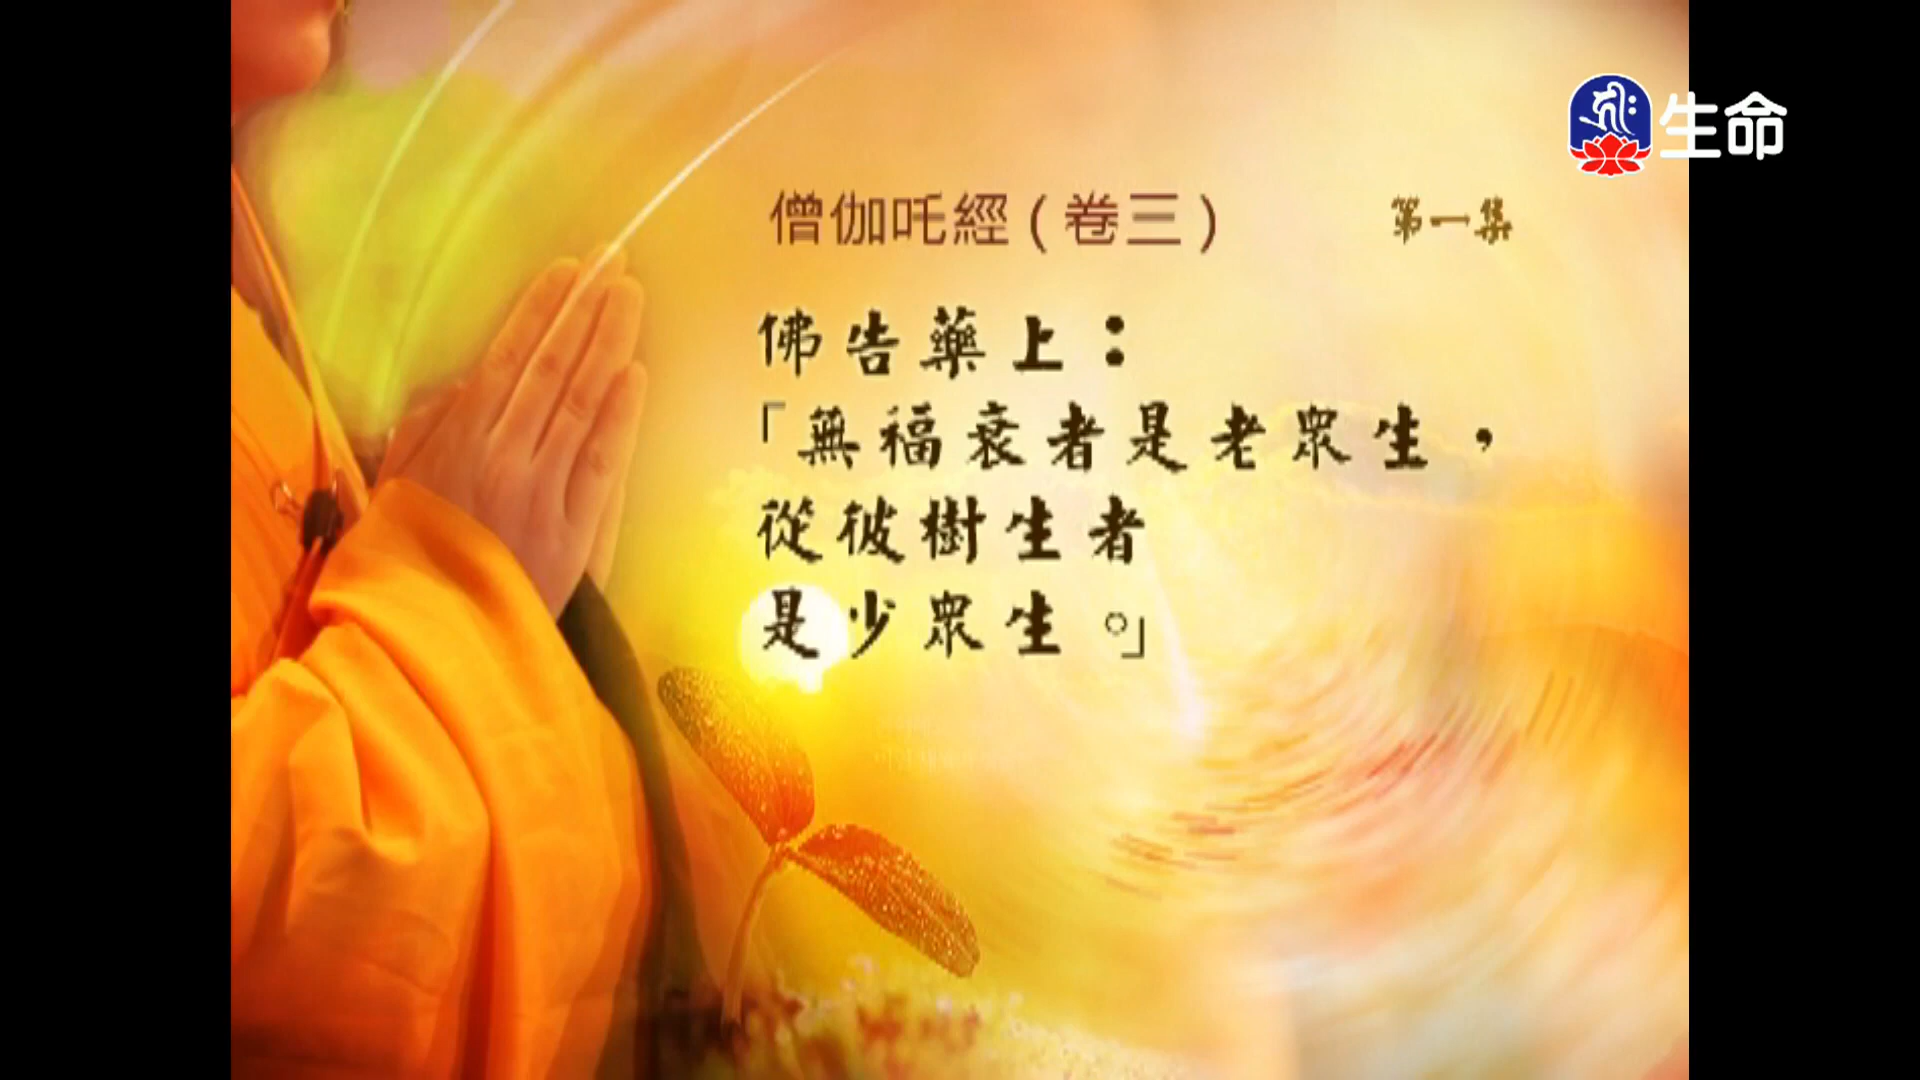 生命
僧伽吒經(卷三) 第一集
佛告藥上：
「無福衰者是老眾生，
從彼樹生者
是少眾生。」